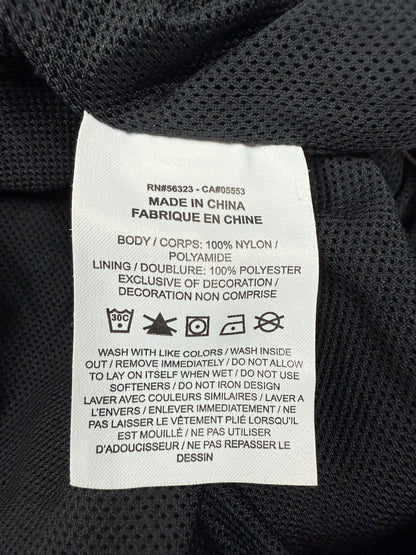 RN#56323 - CA#05553
MADE IN CHINA
FABRIQUE EN CHINE
BODY / CORPS: 100% NYLON /
POLYAMIDE
LINING / DOUBLURE: 100% POLYESTER
EXCLUSIVE OF DECORATION /
DECORATION NON COMPRISE
30C
WASH WITH LIKE COLORS / WASH INSIDE
OUT / REMOVE IMMEDIATELY / DO NOT ALLOW
TO LAY ON ITSELF WHEN WET / DO NOT USE
SOFTENERS / DO NOT IRON DESIGN
LAVER AVEC COULEURS SIMILAIRES / LAVER A
L'ENVERS / ENLEVER IMMEDIATEMENT / NE
PAS LAISSER LE VÊTEMENT PLIÉ LORSQU'IL
EST MOUILLÉ / NE PAS UTILISER
D'ADOUCISSEUR / NE PAS REPASSER LE
DESSIN